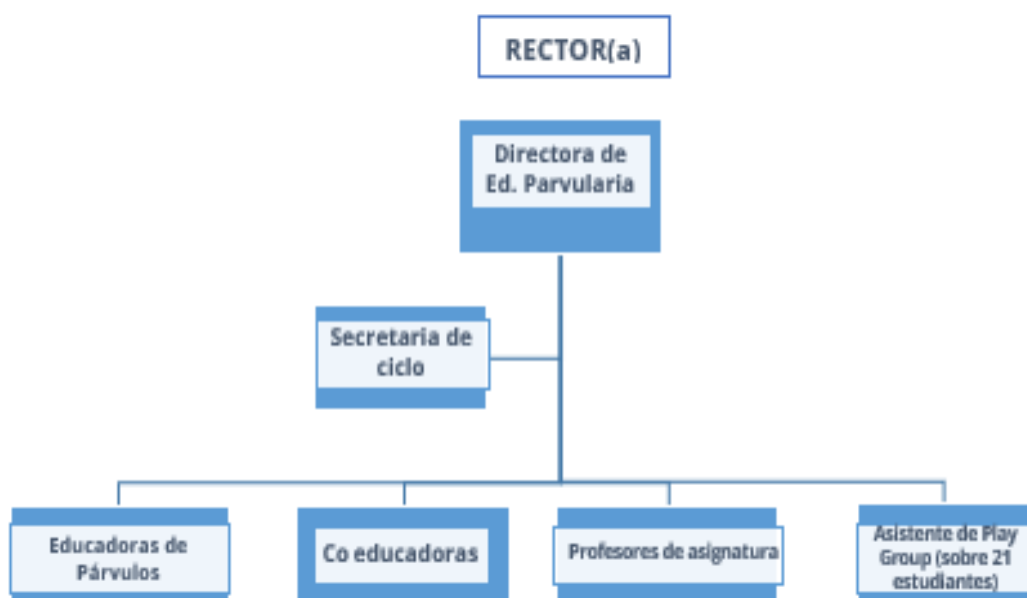 RECTOR(a)
Directora de
Ed. Parvularia
Secretaria de
ciclo
Educadoras de
Párvulos
Co educadoras
Profesores de asignatura
Asistente de Play
Group (sobre 21
estudiantes)